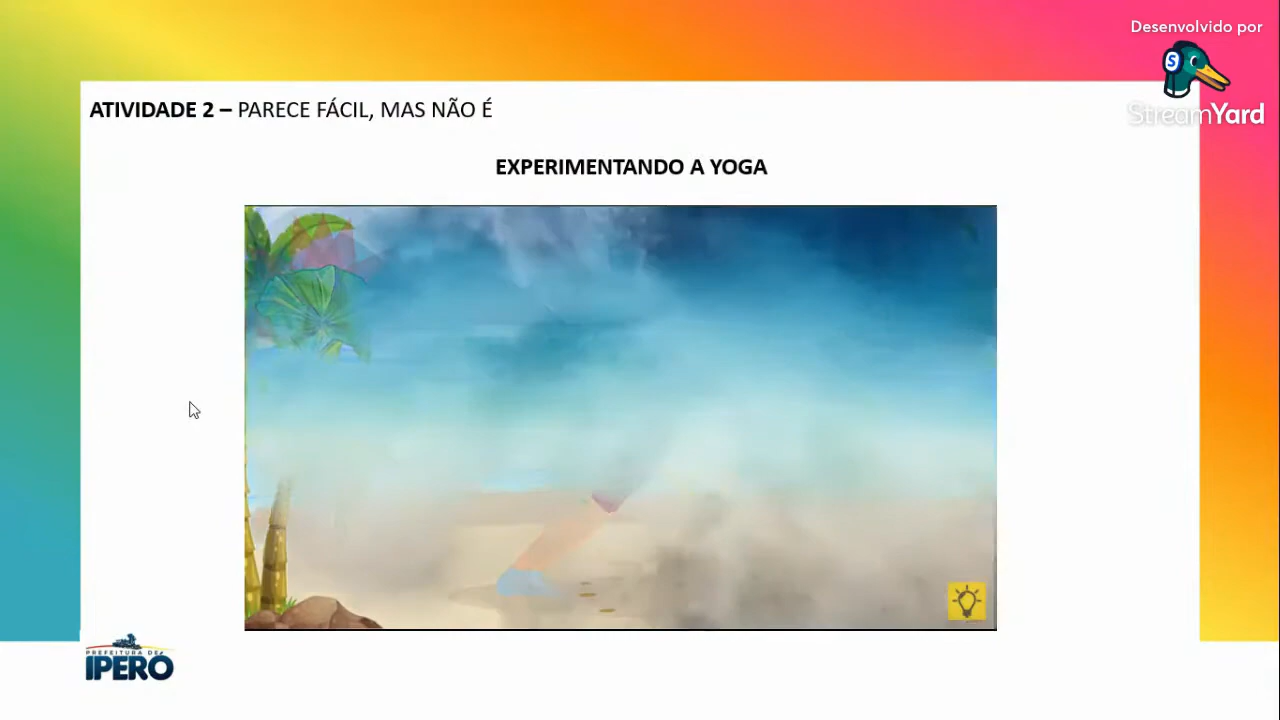 Desenvolvido por
StreamYard
ATIVIDADE 2 – PARECE FÁCIL, MAS NÃO É
EXPERIMENTANDO A YOGA
PREFEITURA DE
IPERÓ